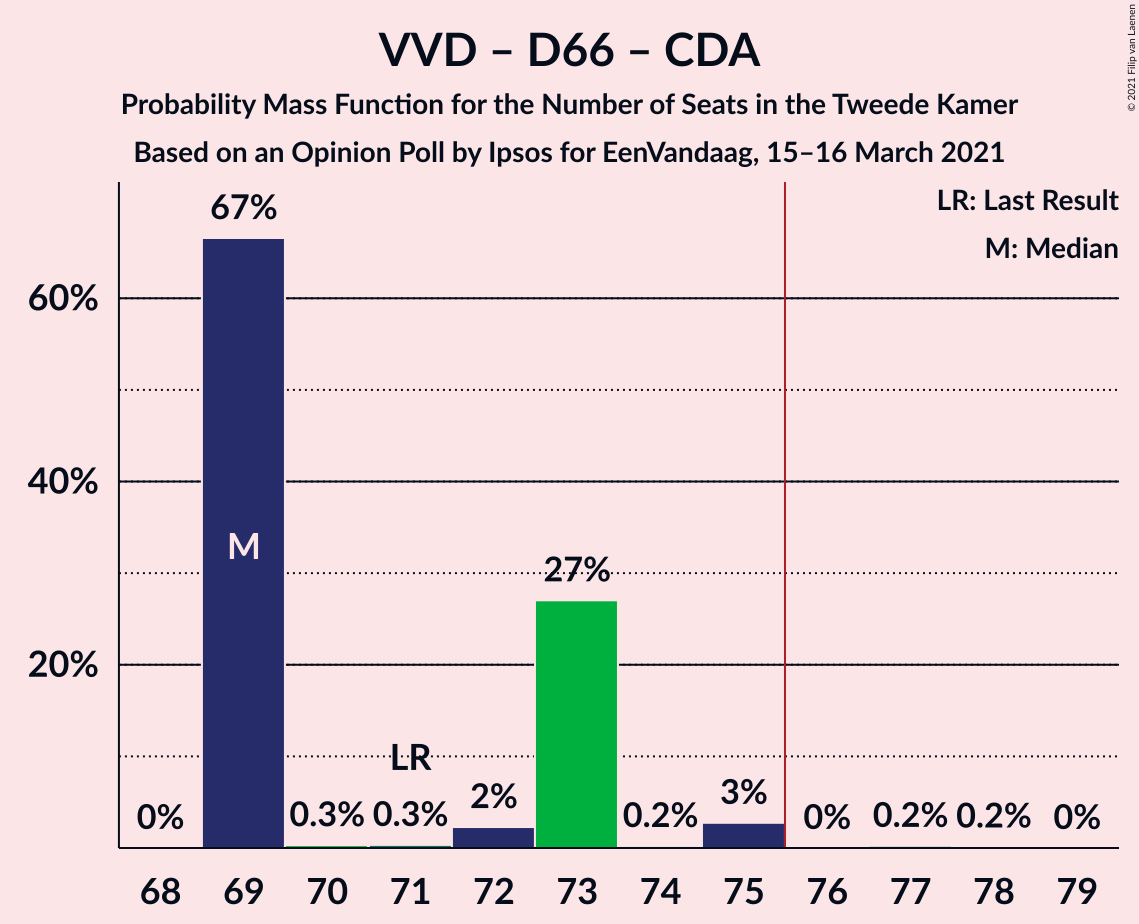 VVD – D66 – CDA
Probability Mass Function for the Number of Seats in the Tweede Kamer
Based on an Opinion Poll by Ipsos for EenVandaag, 15–16 March 2021
© 2021 Filip van Laenen
LR: Last Result
M: Median
60%
40%
20%
67%
M
27%
LR
0%
0.3%
0.3%
2%
0.2%
3%
0%
0.2%
0.2%
0%
68 69 70 71 72 73 74 75 76 77 78 79